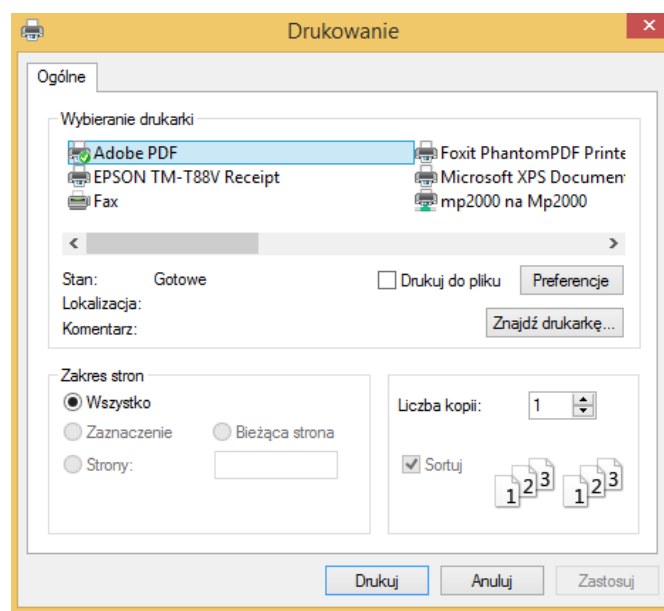 Drukowanie
Ogólne
Wybieranie drukarki
Adobe PDF
Foxit PhantomPDF Printe
EPSON TM-T88V Receipt
Microsoft XPS Documen
Fax
mp2000 na Mp2000
Stan: Gotowe
Drukuj do pliku
Preferencje
Lokalizacja:
Komentarz:
Znajdź drukarkę...
Zakres stron
Wszystko
Zaznaczenie
Bieżąca strona
Strony:
Liczba kopii: 1
Sortuj
1 2 3 1 2 3
Drukuj
Anuluj
Zastosuj